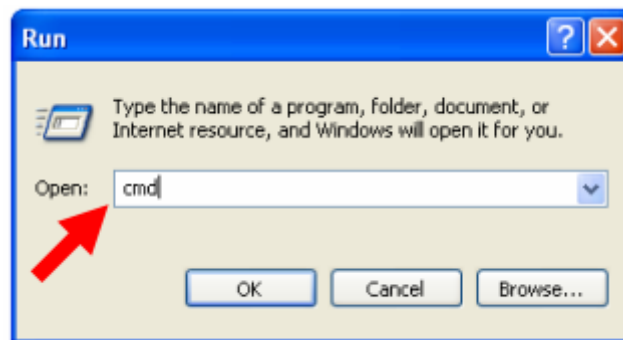 Run
Type the name of a program, folder, document, or
Internet resource, and Windows will open it for you.
Open: cmd
OK Cancel Browse...